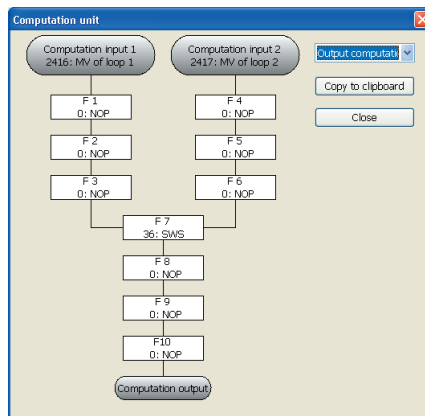 Computation unit
Computation input 1
2416: MV of loop 1
Computation input 2
2417: MV of loop 2
Output computati
Copy to clipboard
Close
F 1
0: NOP
F 4
0: NOP
F 2
0: NOP
F 5
0: NOP
F 3
0: NOP
F 6
0: NOP
F 7
36: SWS
F 8
0: NOP
F 9
0: NOP
F10
0: NOP
Computation output